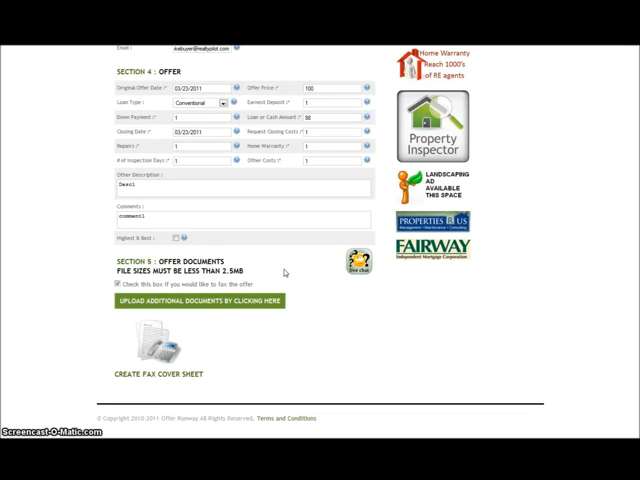 Email :* ikebuyer@realtypilot.com
SECTION 4 : OFFER
Original Offer Date :* 03/23/2011 Offer Price :* 100
Loan Type :* Conventional Earnest Deposit :* 1
Down Payment :* 1 Loan or Cash Amount :* 98
Closing Date :* 03/23/2011 Request Closing Costs :* 1
Repairs :* 1 Home Warranty :* 1
# of Inspection Days :* 1 Other Costs :* 1
Other Description :
Desc1
Comments :
comment1
Highest & Best :
SECTION 5 : OFFER DOCUMENTS
FILE SIZES MUST BE LESS THAN 2.5MB
Check this box if you would like to fax the offer
UPLOAD ADDITIONAL DOCUMENTS BY CLICKING HERE
CREATE FAX COVER SHEET
live chat
Home Warranty
Reach 1000's
of RE agents
Property
Inspector
LANDSCAPING
AD
AVAILABLE
THIS SPACE
PROPERTIES R US
Management • Maintenance • Consulting
FAIRWAY
Independent Mortgage Corporation
© Copyright 2010-2011 Offer Runway All Rights Reserved, Terms and Conditions
Screencast-O-Matic.com